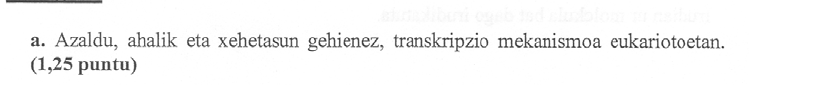 a. Azaldu, ahalik eta xehetasun gehienez, transkripzio mekanismoa eukariotoetan.
(1,25 puntu)